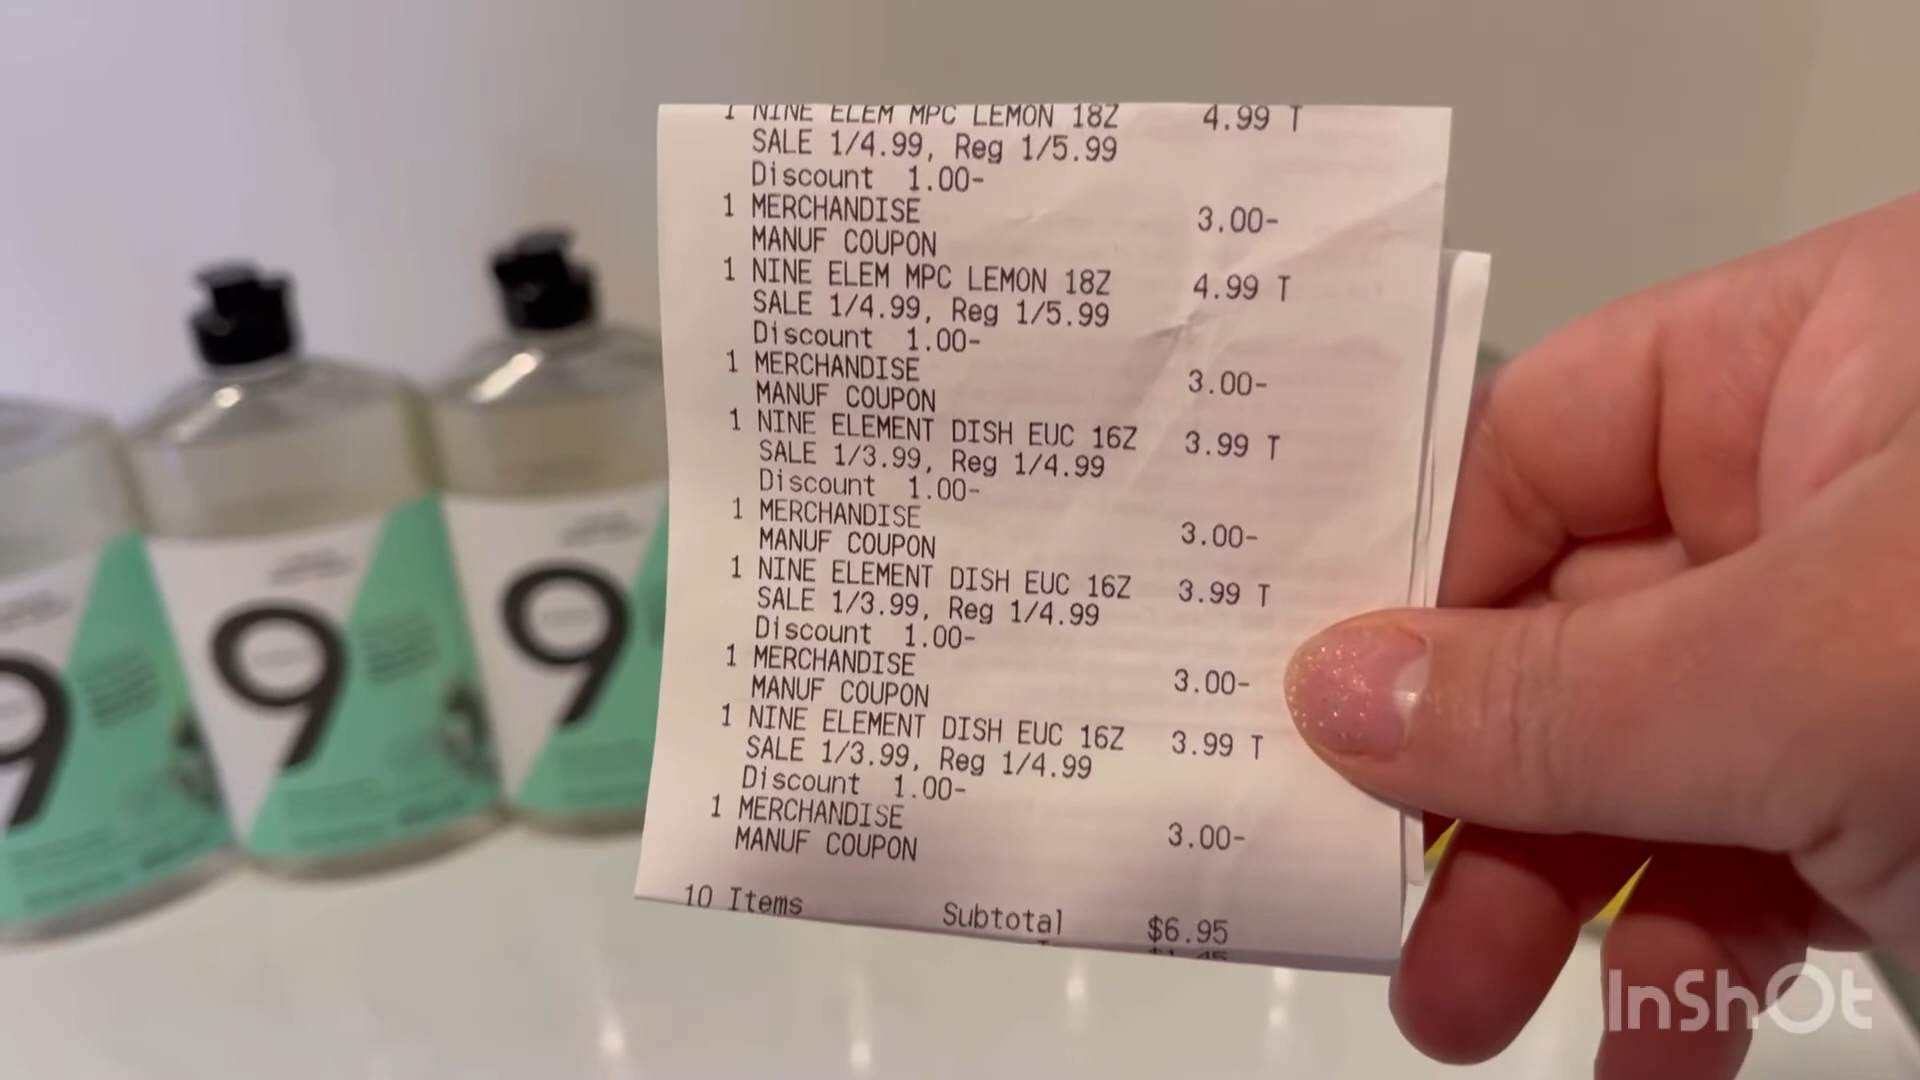 1 NINE ELEM MPC LEMON 18Z 4.99 T
SALE 1/4.99, Reg 1/5.99
Discount 1.00-
1 MERCHANDISE 3.00-
MANUF COUPON
1 NINE ELEM MPC LEMON 18Z 4.99 T
SALE 1/4.99, Reg 1/5.99
Discount 1.00-
1 MERCHANDISE 3.00-
MANUF COUPON
1 NINE ELEMENT DISH EUC 16Z 3.99 T
SALE 1/3.99, Reg 1/4.99
Discount 1.00-
1 MERCHANDISE 3.00-
MANUF COUPON
1 NINE ELEMENT DISH EUC 16Z 3.99 T
SALE 1/3.99, Reg 1/4.99
Discount 1.00-
1 MERCHANDISE 3.00-
MANUF COUPON
1 NINE ELEMENT DISH EUC 16Z 3.99 T
SALE 1/3.99, Reg 1/4.99
Discount 1.00-
1 MERCHANDISE 3.00-
MANUF COUPON
10 Items Subtotal $6.95
9
9
9
InShOt